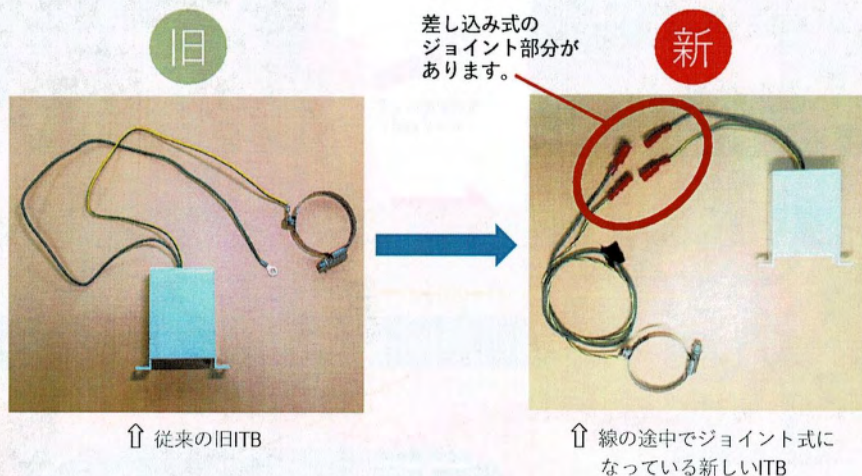 旧
差し込み式の
ジョイント部分が
あります。
新
⇧ 従来の旧ITB
⇧ 線の途中でジョイント式に
なっている新しいITB